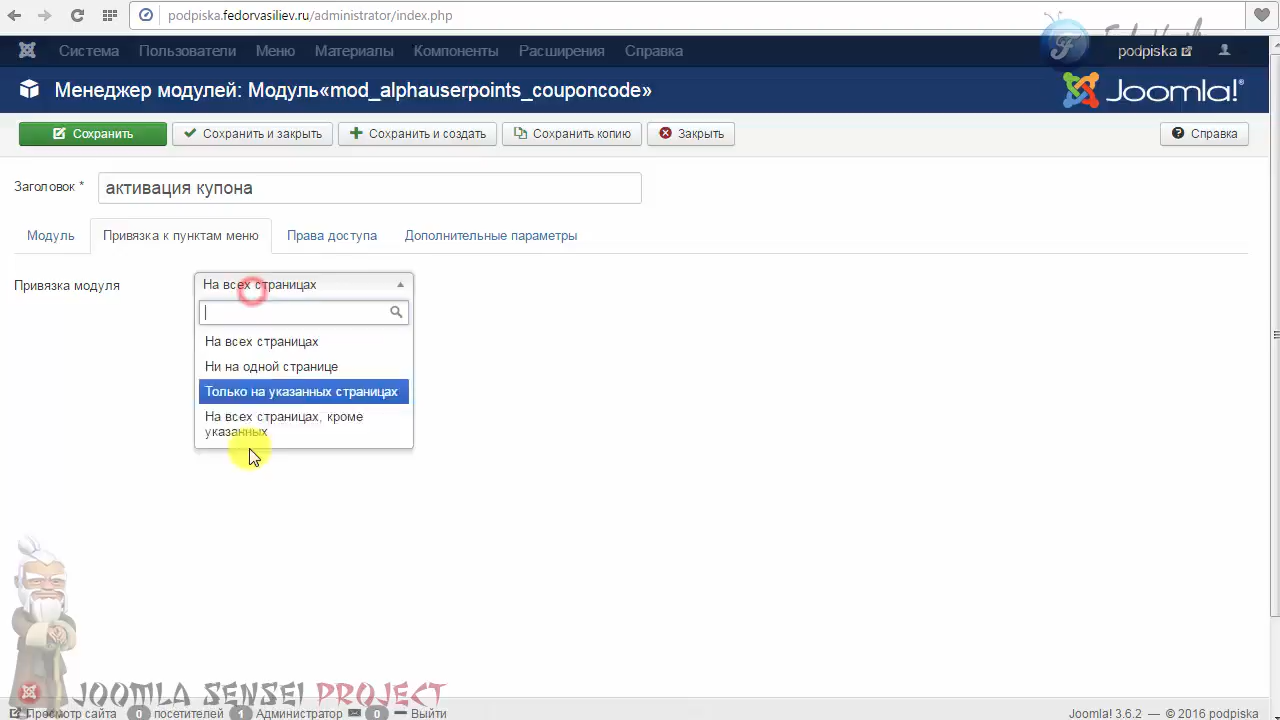 podpiska.fedorvasiliev.ru/administrator/index.php
Система Пользователи Меню Материалы Компоненты Расширения Справка podpiska
Менеджер модулей: Модуль«mod_alphauserpoints_couponcode» Joomla!®
Сохранить Сохранить и закрыть Сохранить и создать Сохранить копию Закрыть Справка
Заголовок * активация купона
Модуль Привязка к пунктам меню Права доступа Дополнительные параметры
Привязка модуля На всех страницах
На всех страницах
Ни на одной странице
Только на указанных страницах
На всех страницах, кроме
указанных
JOOMLA SENSEI PROJECT
Просмотр сайта 0 посетителей 1 Администратор 0 Выйти Joomla! 3.6.2 — © 2016 podpiska